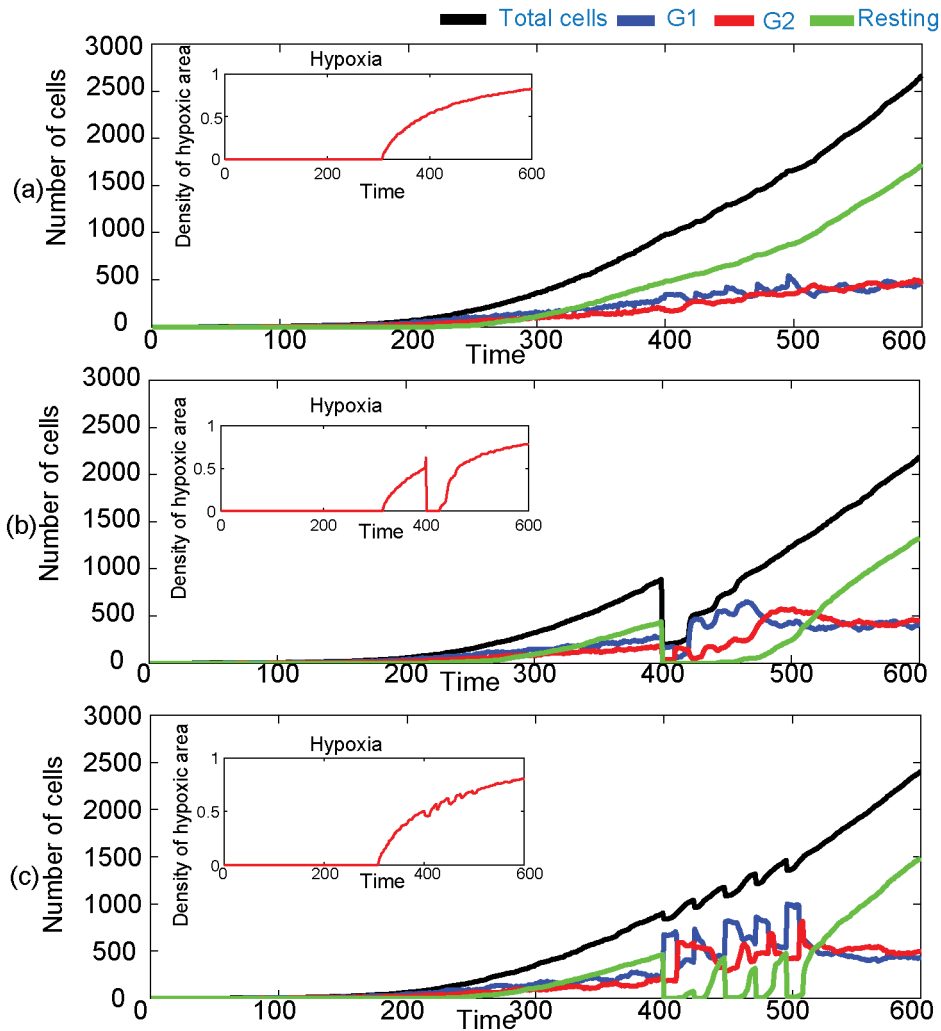 Total cells G1 G2 Resting
(a)
Number of cells
3000
2500
2000
1500
1000
500
0
0 100 200 300 400 500 600
Time
Hypoxia
Density of hypoxic area
1
0.5
0
0 200 400 600
Time
(b)
Number of cells
3000
2500
2000
1500
1000
500
0
0 100 200 300 400 500 600
Time
Hypoxia
Density of hypoxic area
1
0.5
0
0 200 400 600
Time
(c)
Number of cells
3000
2500
2000
1500
1000
500
0
0 100 200 300 400 500 600
Time
Hypoxia
Density of hypoxic area
1
0.5
0
0 200 400 600
Time